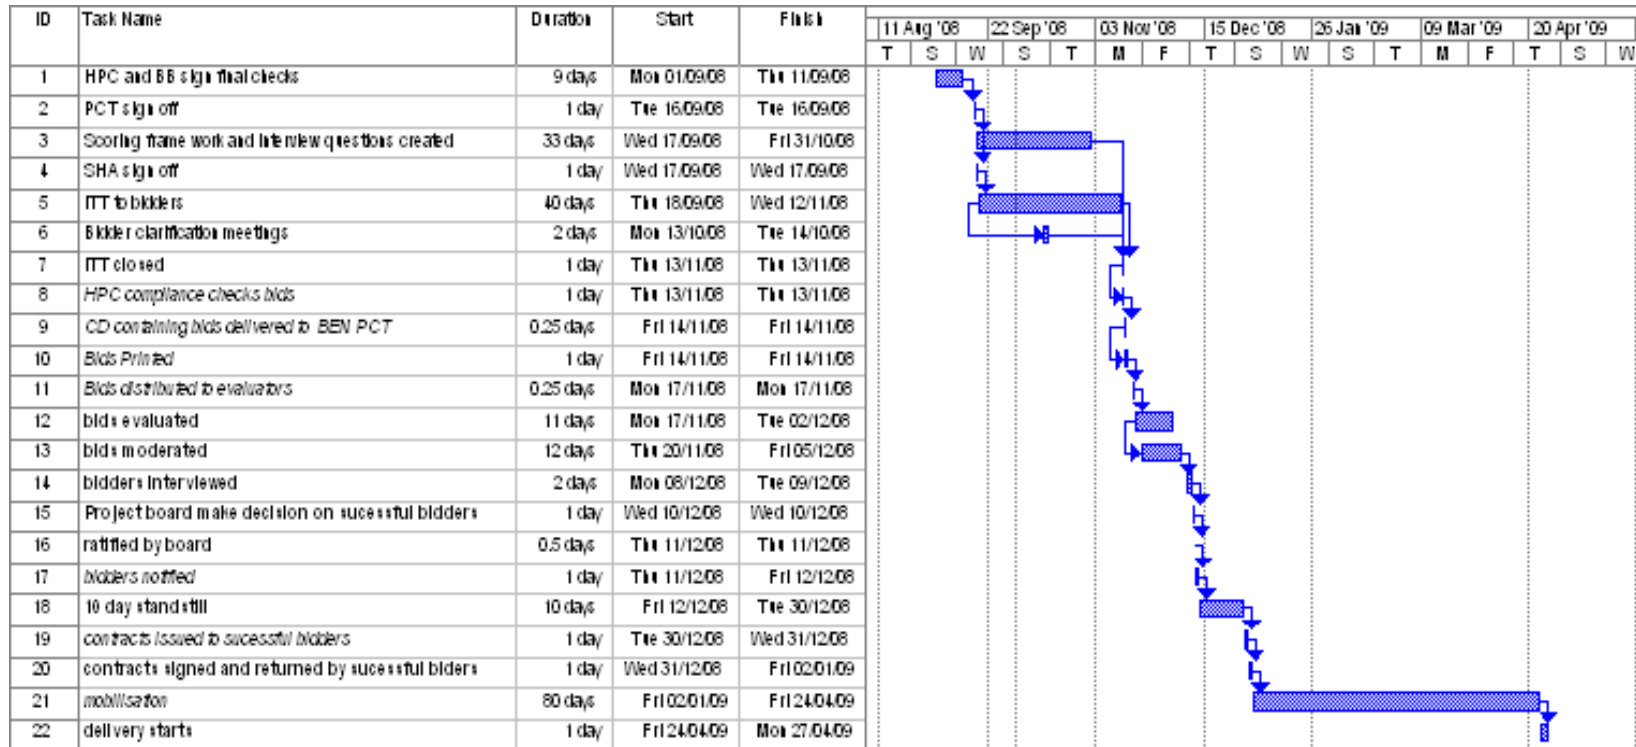 ID Task Name Duration Start Finish
11 Aug '08 22 Sep '08 03 Nov '08 15 Dec '08 26 Jan '09 09 Mar '09 20 Apr '09
T S W S T M F T S W S T M F T S W
1 HPC and BB sign final checks 9 days Mon 01/09/08 Thu 11/09/08
2 PCT sign off 1 day Tue 16/09/08 Tue 16/09/08
3 Scoring frame work and interview questions created 33 days Wed 17/09/08 Fri 31/10/08
4 SHA sign off 1 day Wed 17/09/08 Wed 17/09/08
5 ITT to bidders 40 days Thu 18/09/08 Wed 12/11/08
6 Bidder clarification meetings 2 days Mon 13/10/08 Tue 14/10/08
7 ITT closed 1 day Thu 13/11/08 Thu 13/11/08
8 HPC compliance checks bids 1 day Thu 13/11/08 Thu 13/11/08
9 CD containing bids delivered to BEN PCT 0.25 days Fri 14/11/08 Fri 14/11/08
10 Bids Printed 1 day Fri 14/11/08 Fri 14/11/08
11 Bids distributed to evaluators 0.25 days Mon 17/11/08 Mon 17/11/08
12 bids evaluated 11 days Mon 17/11/08 Tue 02/12/08
13 bids moderated 12 days Thu 20/11/08 Fri 05/12/08
14 bidders interviewed 2 days Mon 08/12/08 Tue 09/12/08
15 Project board make decision on sucessful bidders 1 day Wed 10/12/08 Wed 10/12/08
16 ratified by board 0.5 days Thu 11/12/08 Thu 11/12/08
17 bidders notified 1 day Thu 11/12/08 Fri 12/12/08
18 10 day stand still 10 days Fri 12/12/08 Tue 30/12/08
19 contracts issued to sucessful bidders 1 day Tue 30/12/08 Wed 31/12/08
20 contracts signed and returned by sucessful biders 1 day Wed 31/12/08 Fri 02/01/09
21 mobilisation 80 days Fri 02/01/09 Fri 24/04/09
22 delivery starts 1 day Fri 24/04/09 Mon 27/04/09